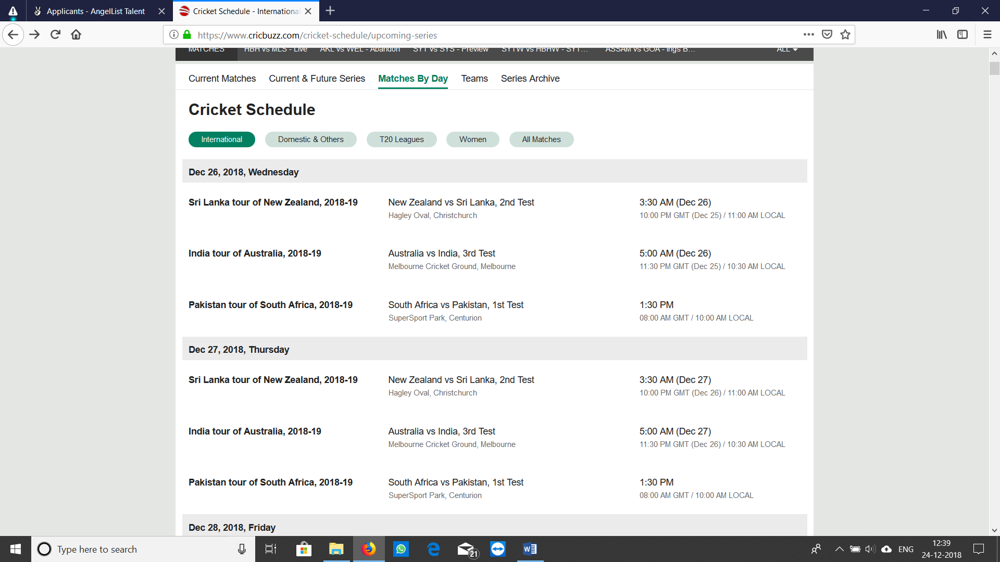 Applicants - AngelList Talent
Cricket Schedule - Internationa
https://www.cricbuzz.com/cricket-schedule/upcoming-series
MATCHES HBH vs MLS - Live AKL vs WEL - Abandon SYT vs SYS - Preview SYTW vs HBHW - SYT... ASSAM vs GOA - Ings B... ALL
Current Matches Current & Future Series Matches By Day Teams Series Archive
Cricket Schedule
International Domestic & Others T20 Leagues Women All Matches
Dec 26, 2018, Wednesday
Sri Lanka tour of New Zealand, 2018-19 New Zealand vs Sri Lanka, 2nd Test 3:30 AM (Dec 26)
Hagley Oval, Christchurch 10:00 PM GMT (Dec 25) / 11:00 AM LOCAL
India tour of Australia, 2018-19 Australia vs India, 3rd Test 5:00 AM (Dec 26)
Melbourne Cricket Ground, Melbourne 11:30 PM GMT (Dec 25) / 10:30 AM LOCAL
Pakistan tour of South Africa, 2018-19 South Africa vs Pakistan, 1st Test 1:30 PM
SuperSport Park, Centurion 08:00 AM GMT / 10:00 AM LOCAL
Dec 27, 2018, Thursday
Sri Lanka tour of New Zealand, 2018-19 New Zealand vs Sri Lanka, 2nd Test 3:30 AM (Dec 27)
Hagley Oval, Christchurch 10:00 PM GMT (Dec 26) / 11:00 AM LOCAL
India tour of Australia, 2018-19 Australia vs India, 3rd Test 5:00 AM (Dec 27)
Melbourne Cricket Ground, Melbourne 11:30 PM GMT (Dec 26) / 10:30 AM LOCAL
Pakistan tour of South Africa, 2018-19 South Africa vs Pakistan, 1st Test 1:30 PM
SuperSport Park, Centurion 08:00 AM GMT / 10:00 AM LOCAL
Dec 28, 2018, Friday
Type here to search
21
ENG
12:39
24-12-2018